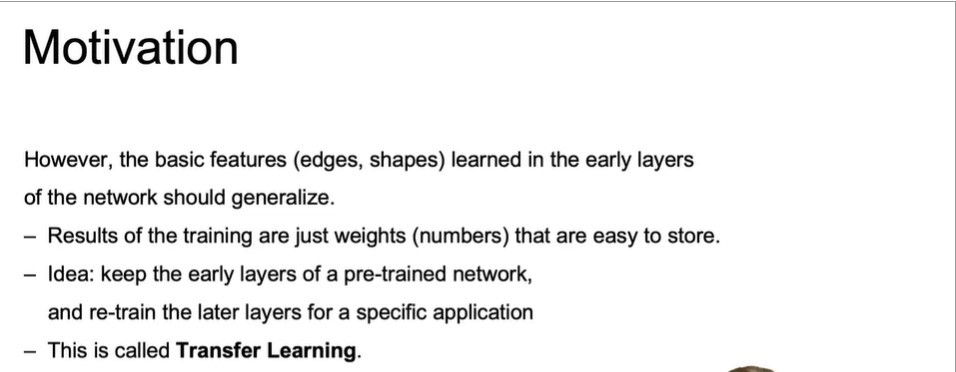 Motivation
However, the basic features (edges, shapes) learned in the early layers
of the network should generalize.
– Results of the training are just weights (numbers) that are easy to store.
– Idea: keep the early layers of a pre-trained network,
and re-train the later layers for a specific application
– This is called Transfer Learning.